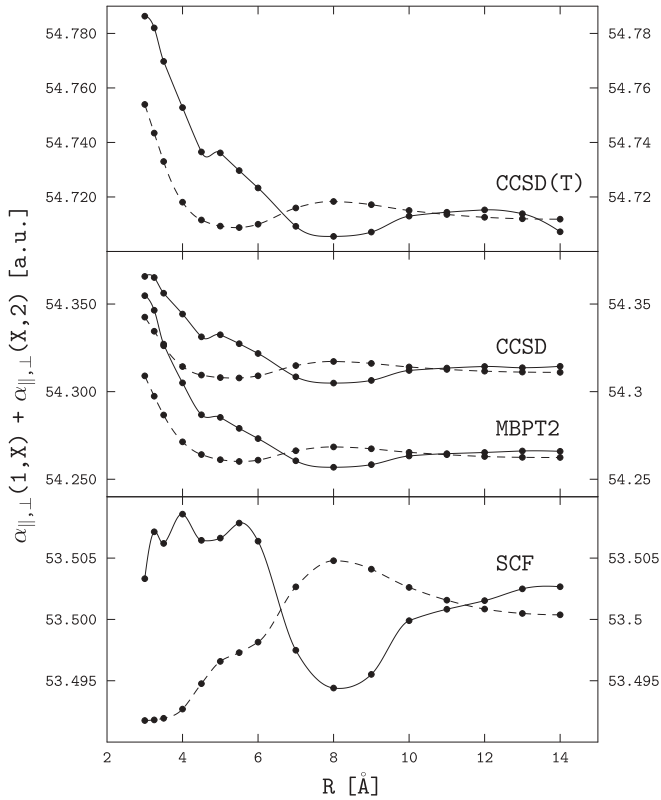 54.780 54.78
54.760 54.76
54.740 54.74
CCSD(T)
54.720 54.72
54.350 54.35
CCSD
54.300 54.3
MBPT2
54.250 54.25
53.505 53.505
SCF
53.500 53.5
53.495 53.495
2 4 6 8 10 12 14
R [Å]
α∥,⊥(1,X) + α∥,⊥(X,2) [a.u.]